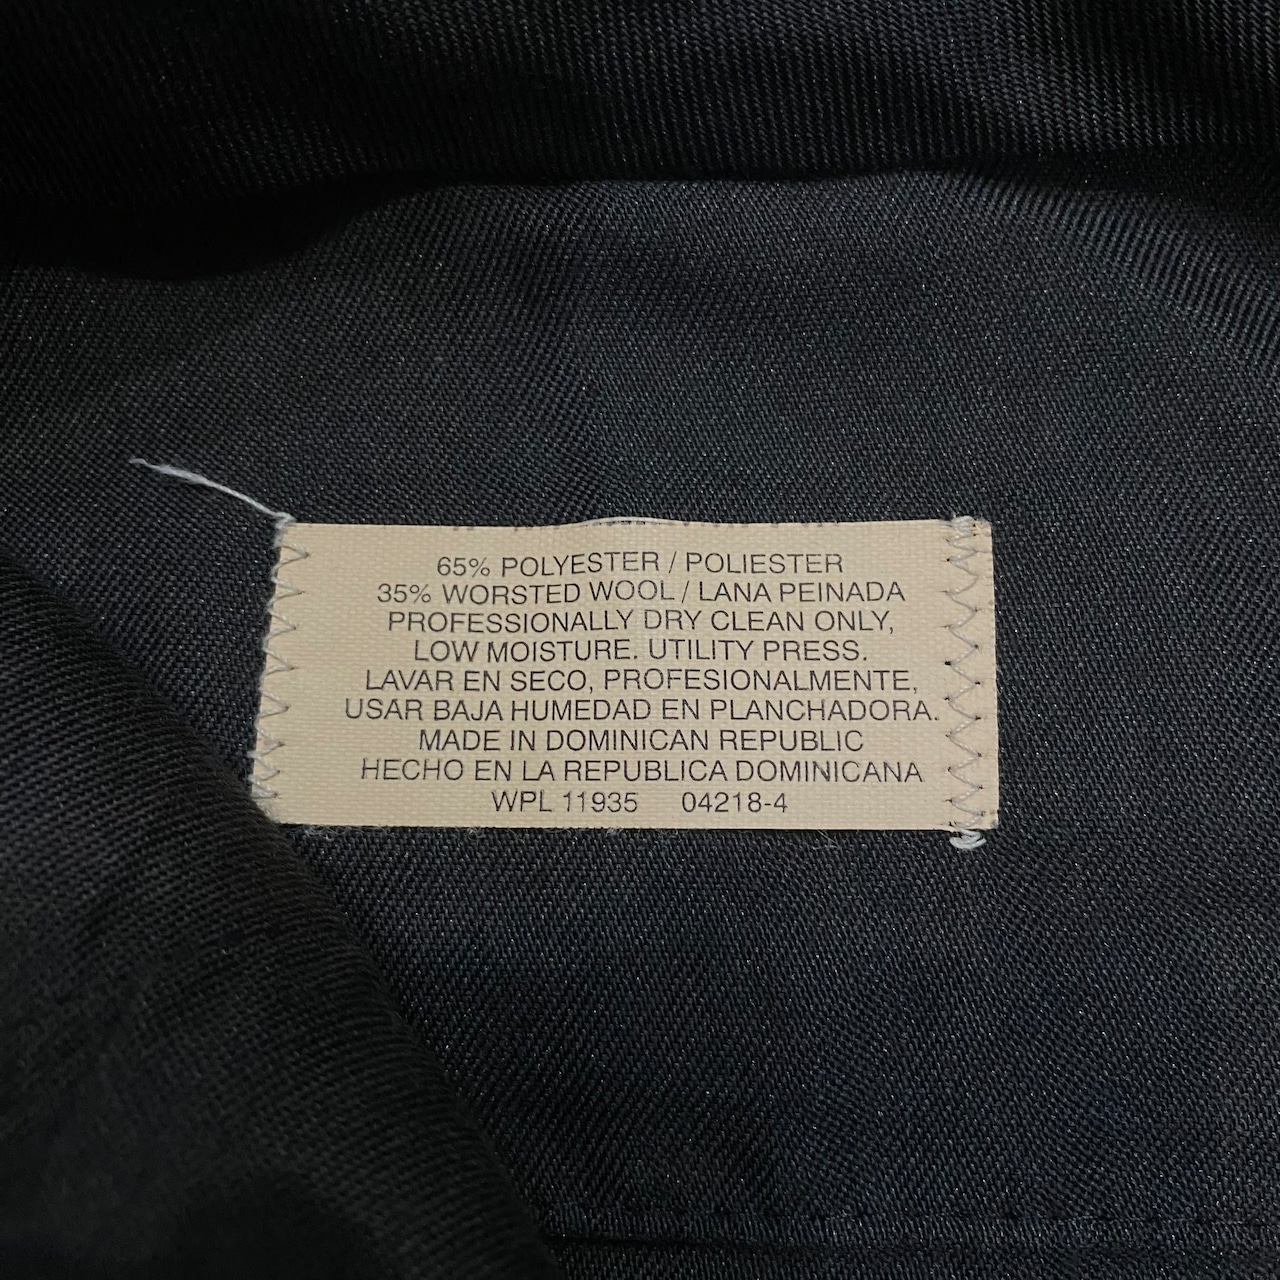 65% POLYESTER / POLIESTER
35% WORSTED WOOL / LANA PEINADA
PROFESSIONALLY DRY CLEAN ONLY,
LOW MOISTURE. UTILITY PRESS.
LAVAR EN SECO, PROFESIONALMENTE,
USAR BAJA HUMEDAD EN PLANCHADORA.
MADE IN DOMINICAN REPUBLIC
HECHO EN LA REPUBLICA DOMINICANA
WPL 11935 04218-4